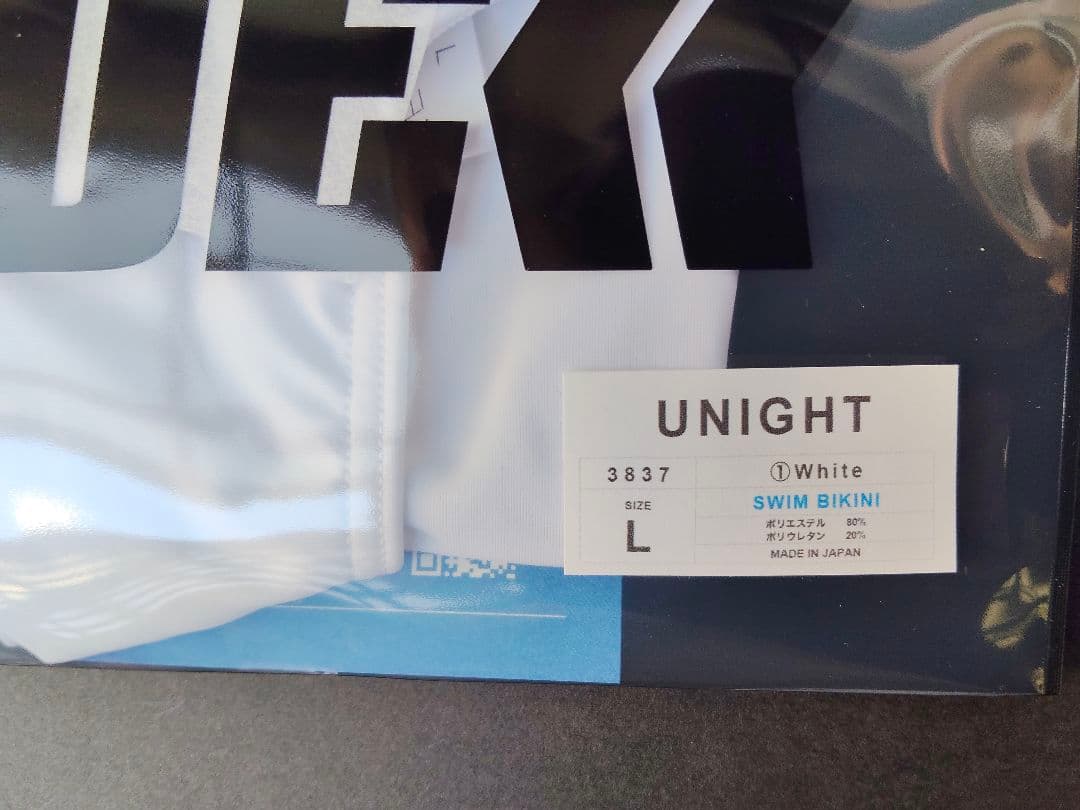 UNIGHT
3837
①White
SIZE
L
SWIM BIKINI
ポリエステル 80%
ポリウレタン 20%
MADE IN JAPAN